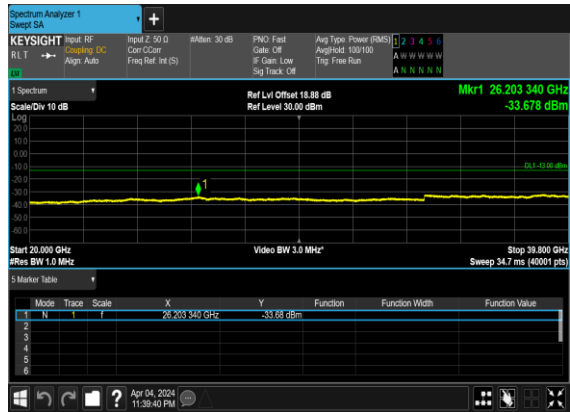 Spectrum Analyzer 1
Swept SA
+
KEYSIGHT Input: RF Input Z: 50 Ω #Atten: 30 dB PNO: Fast Avg Type: Power (RMS) 1 2 3 4 5 6
RLT Coupling: DC Corr CCorr Gate: Off Avg|Hold: 100/100 A W W W W W
Align: Auto Freq Ref: Int (S) IF Gain: Low Trig: Free Run
Sig Track: Off A N N N N N
LU
1 Spectrum
Ref Lvl Offset 18.88 dB Mkr1 26.203 340 GHz
Scale/Div 10 dB Ref Level 30.00 dBm -33.678 dBm
Log
20.0
10.0
0.00
-10.0
DL1 -13.00 dBm
-20.0
1
-30.0
-40.0
-50.0
-60.0
Start 20.000 GHz Video BW 3.0 MHz* Stop 39.800 GHz
#Res BW 1.0 MHz Sweep 34.7 ms (40001 pts)
5 Marker Table
Mode Trace Scale X Y Function Function Width Function Value
1 N 1 f 26.203 340 GHz -33.68 dBm
2
3
4
5
6
? Apr 04, 2024
11:39:40 PM